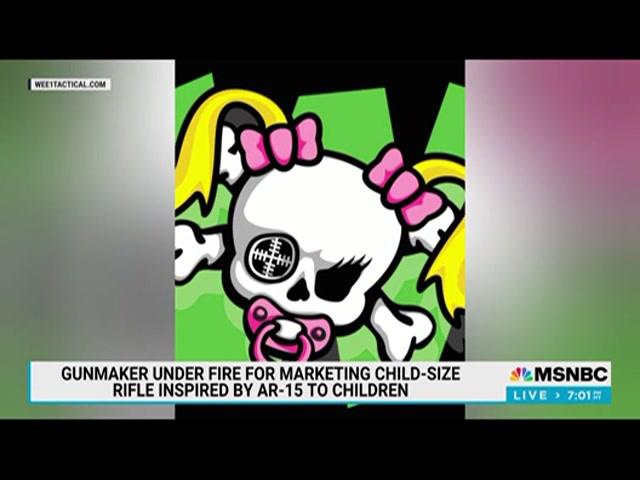 WEE1TACTICAL.COM
GUNMAKER UNDER FIRE FOR MARKETING CHILD-SIZE
RIFLE INSPIRED BY AR-15 TO CHILDREN
MSNBC
LIVE > 7:01 PM